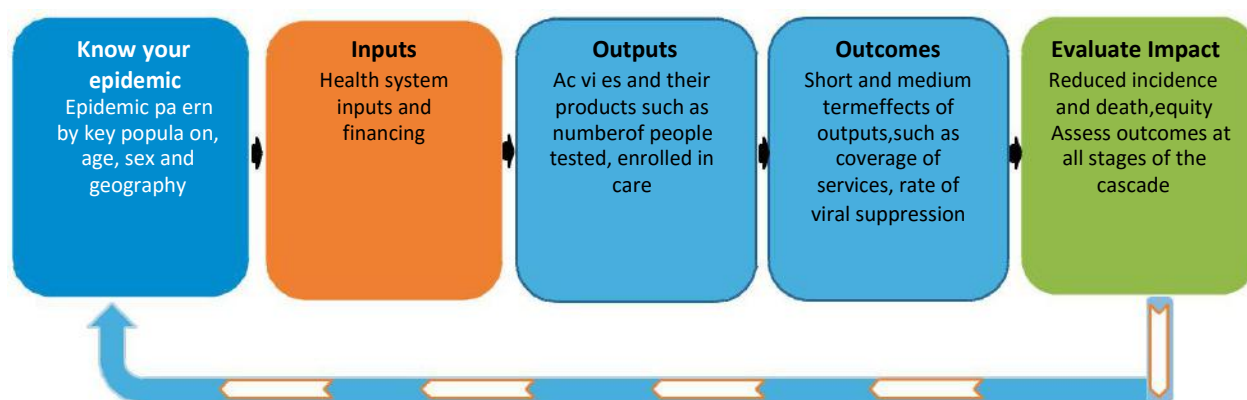 Know your
epidemic
Epidemic pa ern
by key popula on,
age, sex and
geography
Inputs
Health system
inputs and
financing
Outputs
Ac vi es and their
products such as
numberof people
tested, enrolled in
care
Outcomes
Short and medium
termeffects of
outputs,such as
coverage of
services, rate of
viral suppression
Evaluate Impact
Reduced incidence
and death,equity
Assess outcomes at
all stages of the
cascade